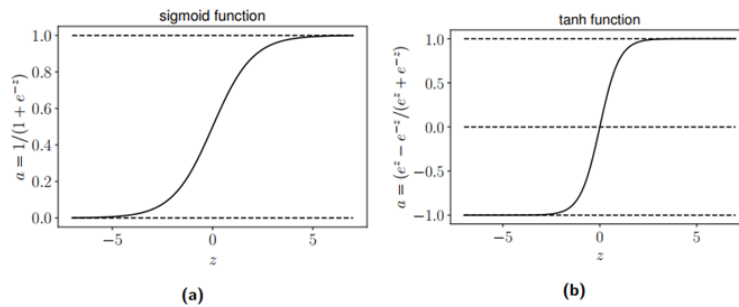 sigmoid function
1.0
0.8
0.6
0.4
0.2
0.0
a = 1/(1 + e^{-z})
−5
0
5
z
(a)
tanh function
1.0
0.5
0.0
−0.5
−1.0
a = (e^z − e^{-z}/(e^z + e^{-z})
−5
0
5
z
(b)